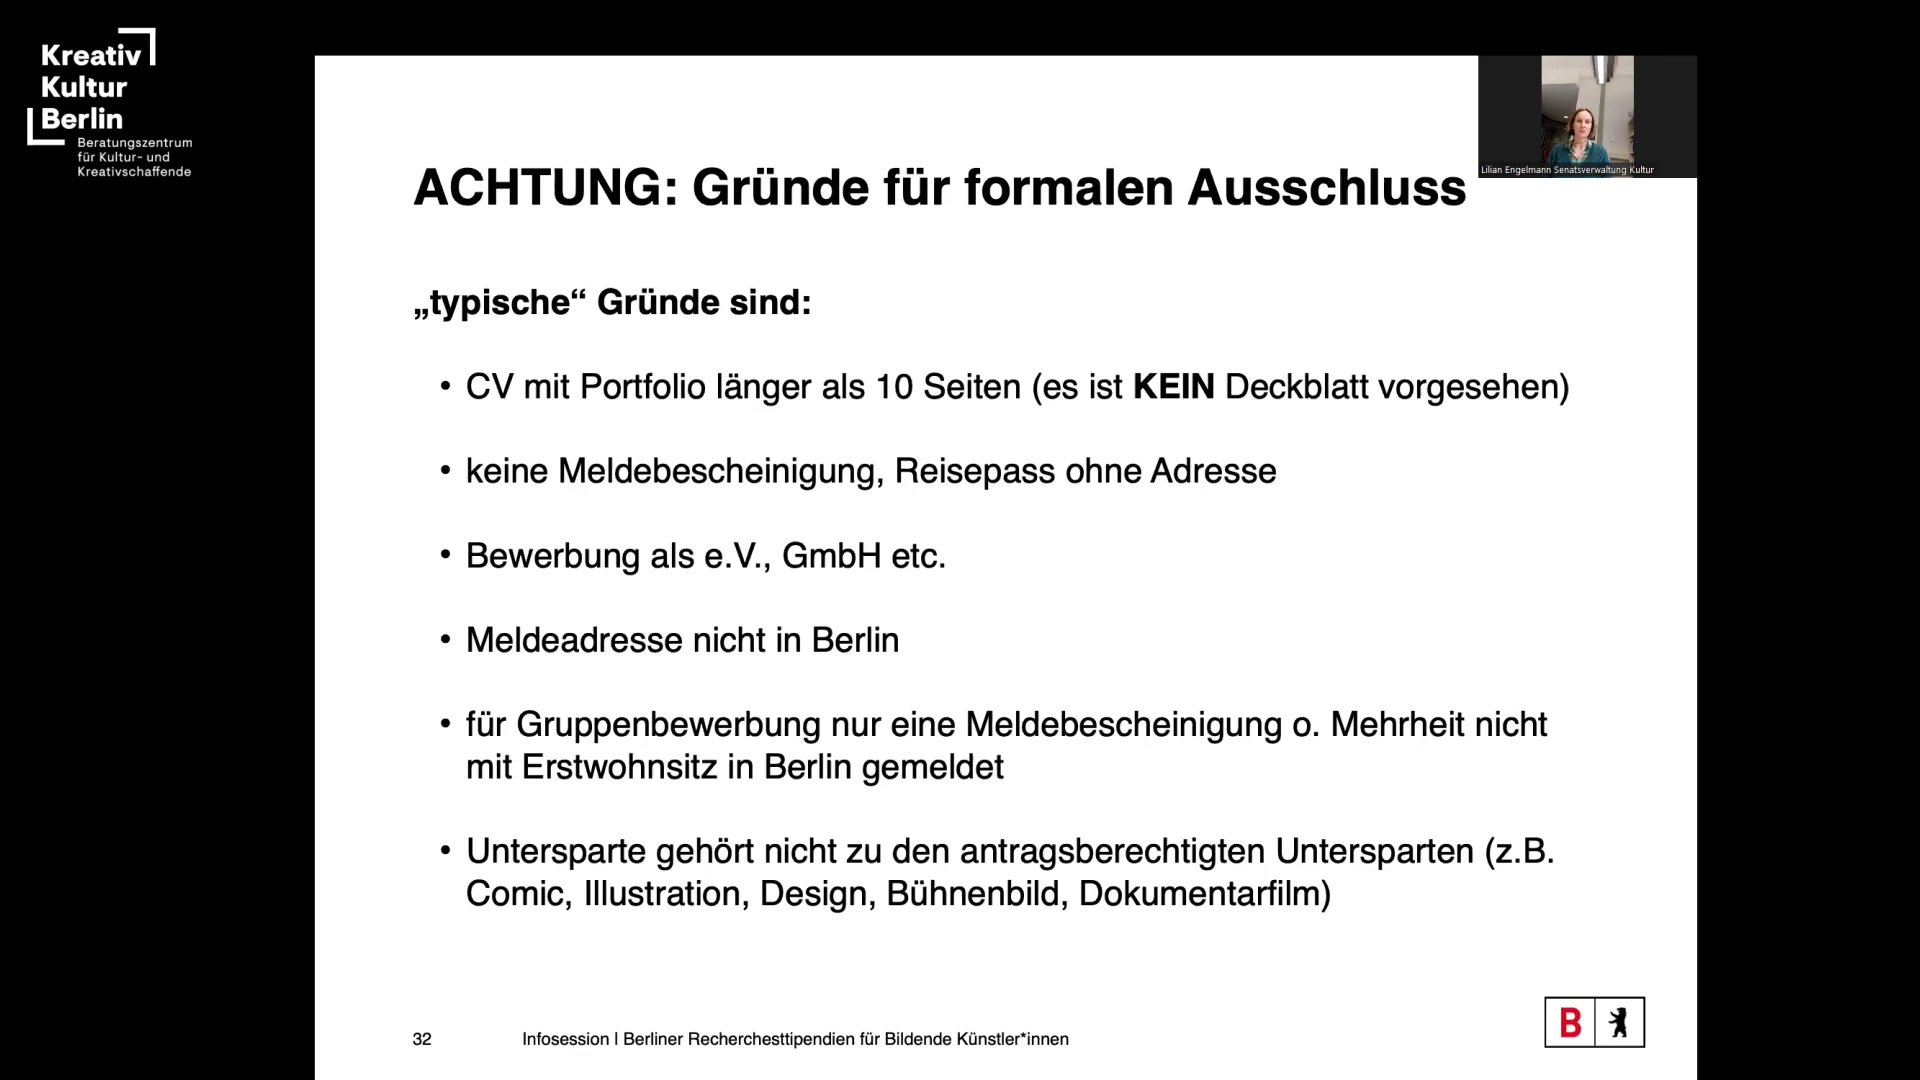 Kreativ
Kultur
Berlin
Beratungszentrum
für Kultur- und
Kreativschaffende
Lilian Engelmann Senatsverwaltung Kultur
ACHTUNG: Gründe für formalen Ausschluss
„typische“ Gründe sind:
• CV mit Portfolio länger als 10 Seiten (es ist KEIN Deckblatt vorgesehen)
• keine Meldebescheinigung, Reisepass ohne Adresse
• Bewerbung als e.V., GmbH etc.
• Meldeadresse nicht in Berlin
• für Gruppenbewerbung nur eine Meldebescheinigung o. Mehrheit nicht
mit Erstwohnsitz in Berlin gemeldet
• Untersparte gehört nicht zu den antragsberechtigten Untersparten (z.B.
Comic, Illustration, Design, Bühnenbild, Dokumentarfilm)
32 Infosession I Berliner Recherchesttipendien für Bildende Künstler*innen
B